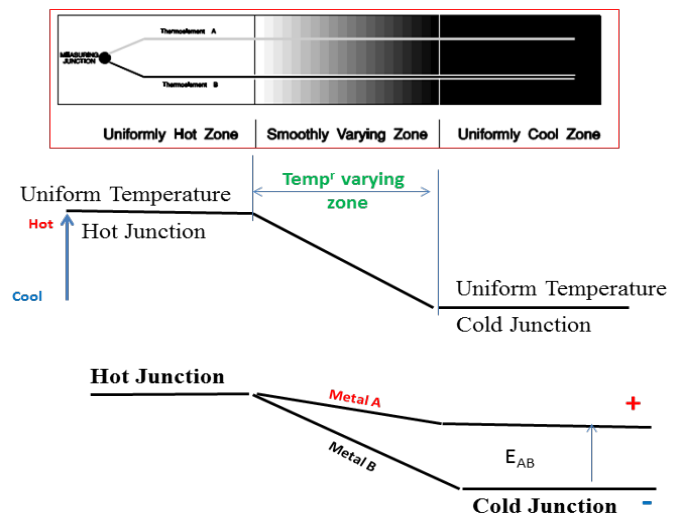 Thermoelement A
MEASURING
JUNCTION
Thermoelement B
Uniformly Hot Zone
Smoothly Varying Zone
Uniformly Cool Zone
Tempʳ varying
zone
Uniform Temperature
Hot
Hot Junction
Cool
Uniform Temperature
Cold Junction
Hot Junction
Metal A
+
Metal B
E_AB
Cold Junction
-